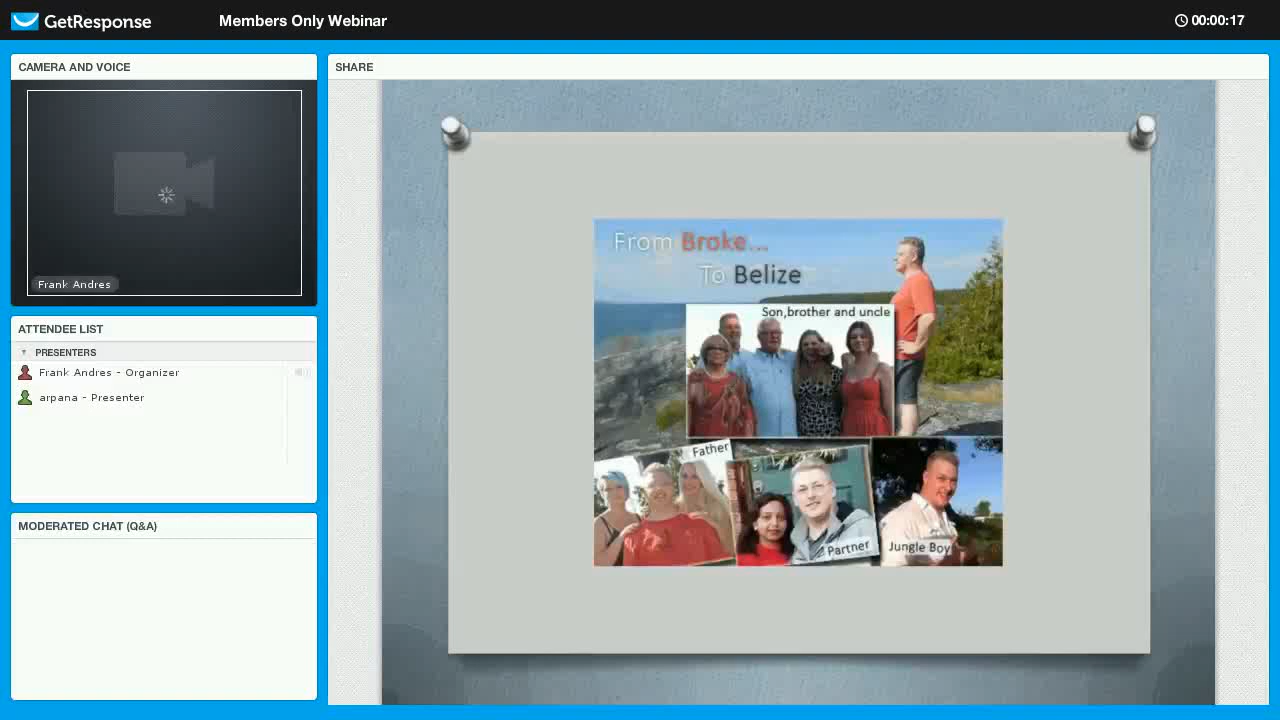 GetResponse
Members Only Webinar
00:00:17
CAMERA AND VOICE
Frank Andres
ATTENDEE LIST
PRESENTERS
Frank Andres - Organizer
arpana - Presenter
MODERATED CHAT (Q&A)
SHARE
From Broke...
To Belize
Son,brother and uncle
Father
Partner
Jungle Boy